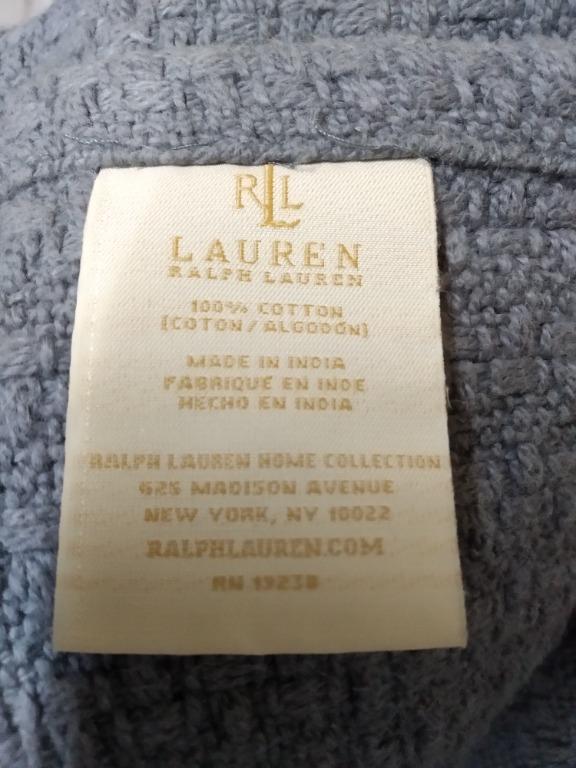 RLL
LAUREN
RALPH LAUREN
100% COTTON
(COTON / ALGODÓN)
MADE IN INDIA
FABRIQUÉ EN INDE
HECHO EN INDIA
RALPH LAUREN HOME COLLECTION
625 MADISON AVENUE
NEW YORK, NY 10022
RALPHLAUREN.COM
RN 19238